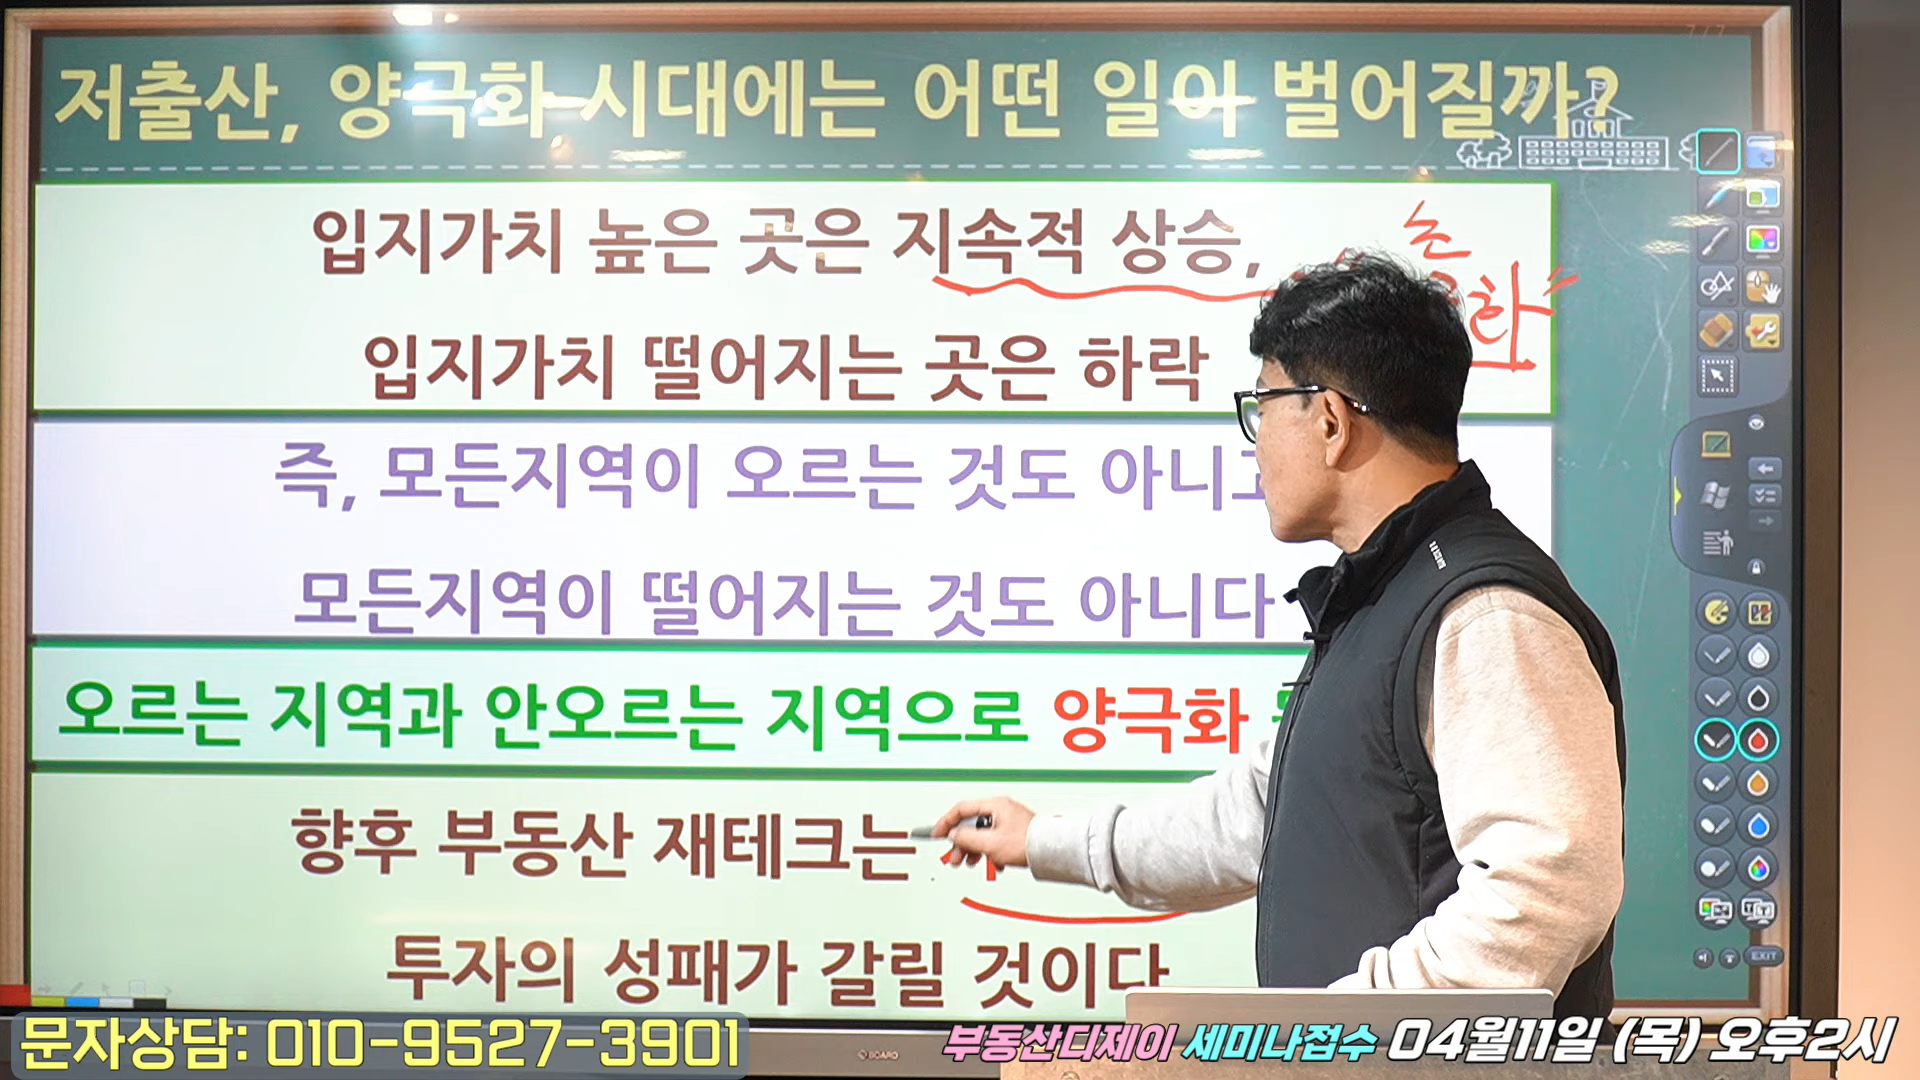 저출산, 양극화 시대에는 어떤 일이 벌어질까?
입지가치 높은 곳은 지속적 상승,
입지가치 떨어지는 곳은 하락
즉, 모든지역이 오르는 것도 아니고
모든지역이 떨어지는 것도 아니다
오르는 지역과 안오르는 지역으로 양극화
향후 부동산 재테크는
투자의 성패가 갈릴 것이다
EXIT
BOARD
문자상담: 010-9527-3901
부동산디제이 세미나접수 04월11일 (목) 오후2시